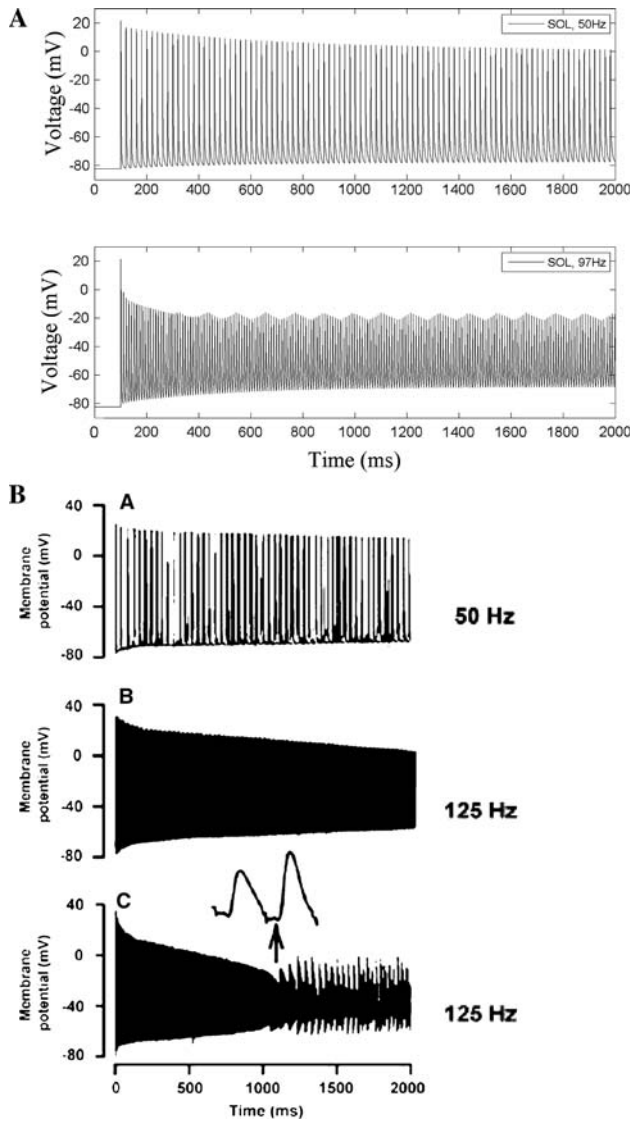 A
Voltage (mV)
20
0
-20
-40
-60
-80
SOL, 50Hz
0 200 400 600 800 1000 1200 1400 1600 1800 2000
Voltage (mV)
20
0
-20
-40
-60
-80
SOL, 97Hz
0 200 400 600 800 1000 1200 1400 1600 1800 2000
Time (ms)
B
A
Membrane
potential (mV)
40
0
-40
-80
50 Hz
B
Membrane
potential (mV)
40
0
-40
-80
125 Hz
C
Membrane
potential (mV)
40
0
-40
-80
125 Hz
0 500 1000 1500 2000
Time (ms)